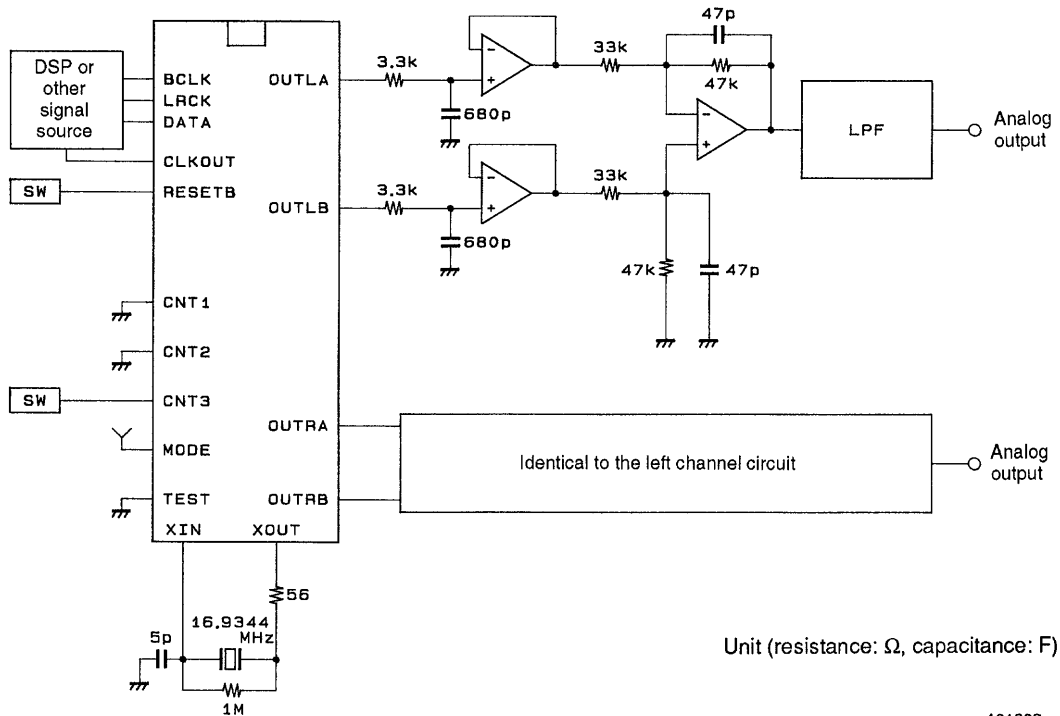 DSP or
other
signal
source
BCLK
LRCK
DATA
CLKOUT
SW
RESETB
CNT1
CNT2
SW
CNT3
MODE
TEST
XIN
XOUT
OUTLA
OUTLB
OUTRA
OUTRB
3.3k
680p
33k
47p
47k
LPF
Analog
output
3.3k
680p
33k
47k
47p
Identical to the left channel circuit
Analog
output
56
16.9344
MHz
5p
1M
Unit (resistance: Ω, capacitance: F)